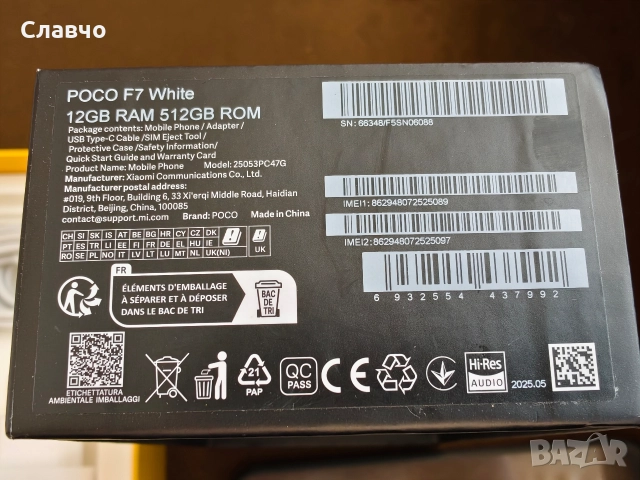 Славчо
POCO F7 White
12GB RAM 512GB ROM
Package contents: Mobile Phone / Adapter /
USB Type-C Cable /SIM Eject Tool /
Protective Case /Safety Information/
Quick Start Guide and Warranty Card
Product Name: Mobile Phone Model: 25053PC47G
Manufacturer: Xiaomi Communications Co., Ltd.
Manufacturer postal address:
#019, 9th Floor, Building 6, 33 Xi'erqi Middle Road, Haidian
District, Beijing, China, 100085
contact@support.mi.com Brand: POCO Made in China
SN: 66348/F5SN06088
IMEI1: 862948072525089
IMEI2: 862948072525097
6 932554 437992
CH SI SK IS AT BE BG HR CY CZ DK
PT ES TR LI EE FI FR DE EL HU IE
RO SE PL NO IT LV LT LU MT NL UK(NI)
UK
FR
ÉLÉMENTS D'EMBALLAGE
À SÉPARER ET À DÉPOSER
DANS LE BAC DE TRI
BAC
DE
TRI
ETICHETTATURA
AMBIENTALE IMBALLAGGI
21
PAP
QC
PASS
CE
Hi-Res
AUDIO
2025.05
BAZAR